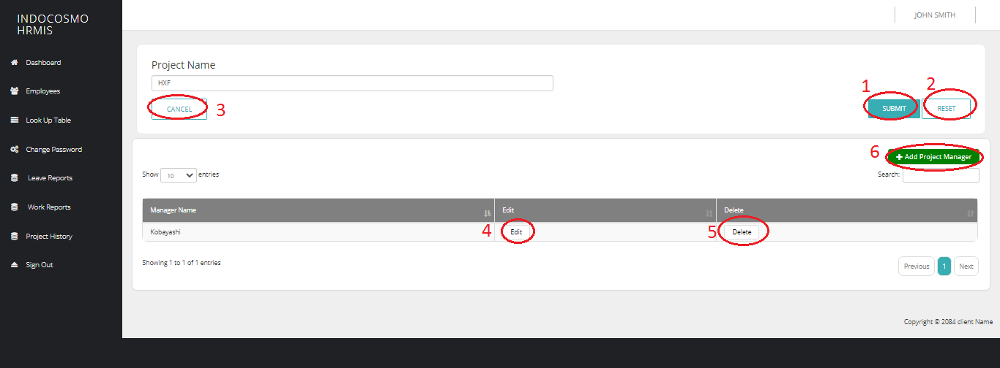 INDOCOSMO
HRMIS
JOHN SMITH
Dashboard
Employees
Look Up Table
Change Password
Leave Reports
Work Reports
Project History
Sign Out
Project Name
HXF
1
2
CANCEL
3
SUBMIT
RESET
6
+ Add Project Manager
Show 10 entries
Search:
Manager Name Edit Delete
Kobayashi 4 Edit 5 Delete
Showing 1 to 1 of 1 entries
Previous 1 Next
Copyright © 2084 client Name